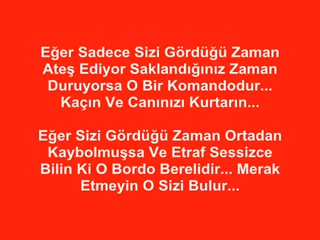 Eğer Sadece Sizi Gördüğü Zaman
Ateş Ediyor Saklandığınız Zaman
Duruyorsa O Bir Komandodur...
Kaçın Ve Canınızı Kurtarın...
Eğer Sizi Gördüğü Zaman Ortadan
Kaybolmuşsa Ve Etraf Sessizce
Bilin Ki O Bordo Berelidir... Merak
Etmeyin O Sizi Bulur...